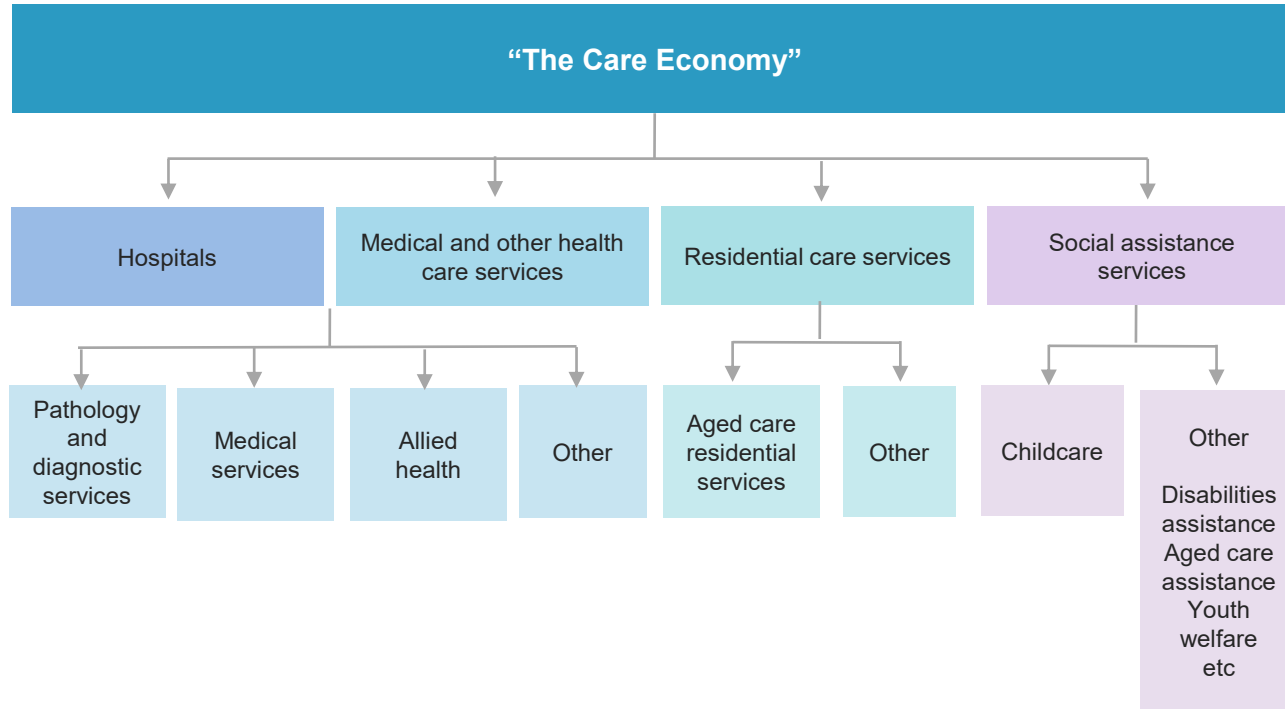 “The Care Economy”
Hospitals
Medical and other health
care services
Residential care services
Social assistance
services
Pathology
and
diagnostic
services
Medical
services
Allied
health
Other
Aged care
residential
services
Other
Childcare
Other
Disabilities
assistance
Aged care
assistance
Youth
welfare
etc